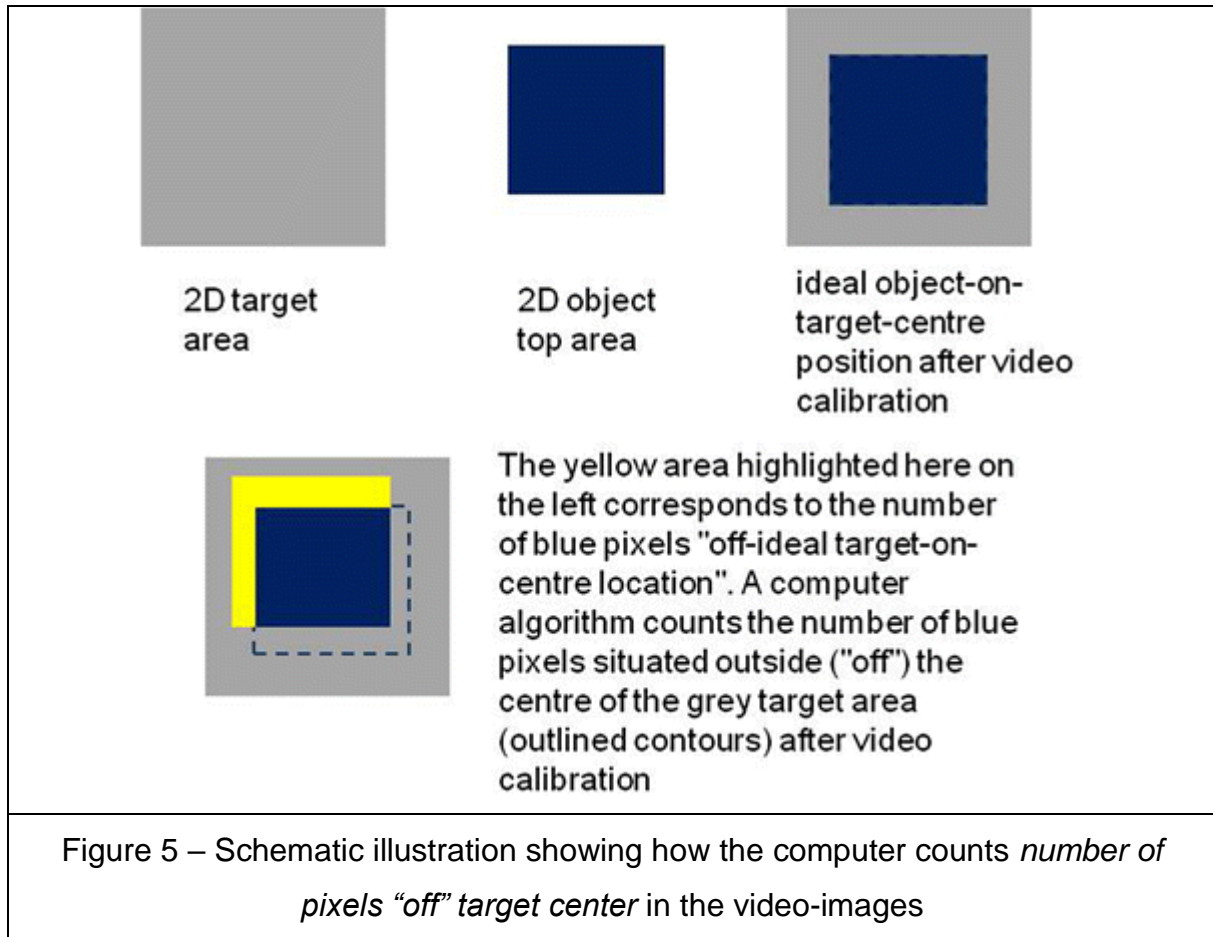 2D target
area
2D object
top area
ideal object-on-
target-centre
position after video
calibration
The yellow area highlighted here on
the left corresponds to the number
of blue pixels "off-ideal target-on-
centre location". A computer
algorithm counts the number of blue
pixels situated outside ("off") the
centre of the grey target area
(outlined contours) after video
calibration
Figure 5 – Schematic illustration showing how the computer counts number of
pixels “off” target center in the video-images